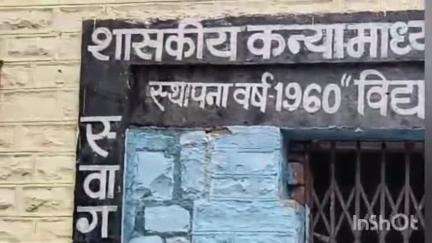 शासकीय कन्यामाध्य
स्थापना वर्ष-1960 "विद्य
स्वाग
InShOt